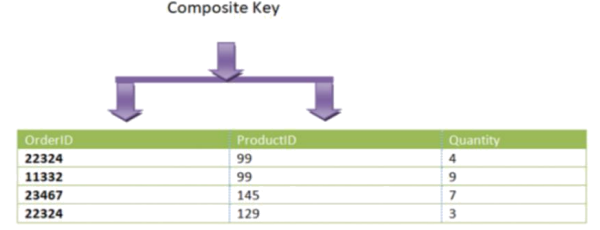 Composite Key
OrderID ProductID Quantity
22324 99 4
11332 99 9
23467 145 7
22324 129 3